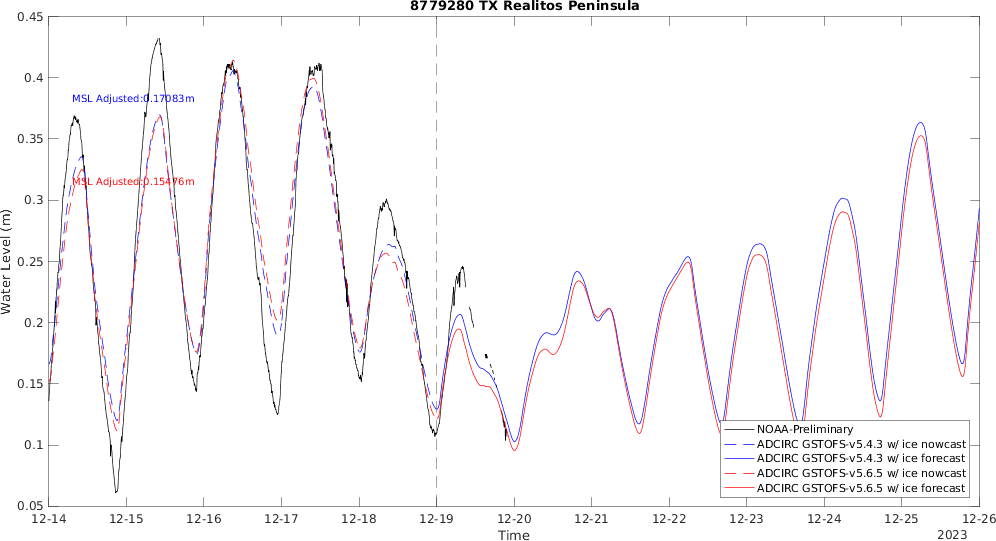 8779280 TX Realitos Peninsula
0.45
0.4
0.35
0.3
0.25
0.2
0.15
0.1
0.05
Water Level (m)
MSL Adjusted:0.17083m
MSL Adjusted:0.15476m
NOAA-Preliminary
ADCIRC GSTOFS-v5.4.3 w/ ice nowcast
ADCIRC GSTOFS-v5.4.3 w/ ice forecast
ADCIRC GSTOFS-v5.6.5 w/ ice nowcast
ADCIRC GSTOFS-v5.6.5 w/ ice forecast
12-14 12-15 12-16 12-17 12-18 12-19 12-20 12-21 12-22 12-23 12-24 12-25 12-26
Time
2023